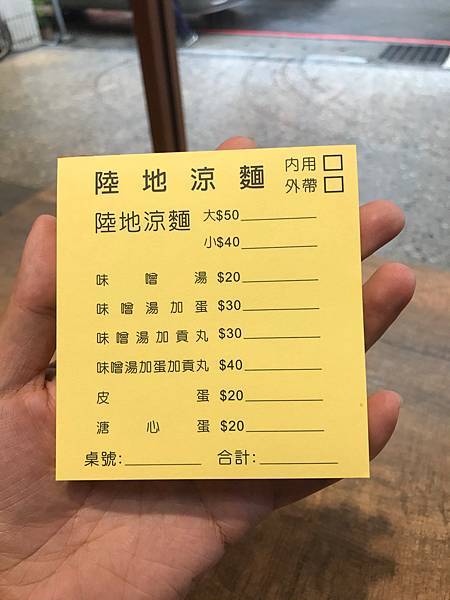 陸地涼麵 內用□
外帶□
陸地涼麵 大$50
小$40
味噌湯 $20
味噌湯加蛋 $30
味噌湯加貢丸 $30
味噌湯加蛋加貢丸 $40
皮蛋 $20
溏心蛋 $20
桌號: 合計: